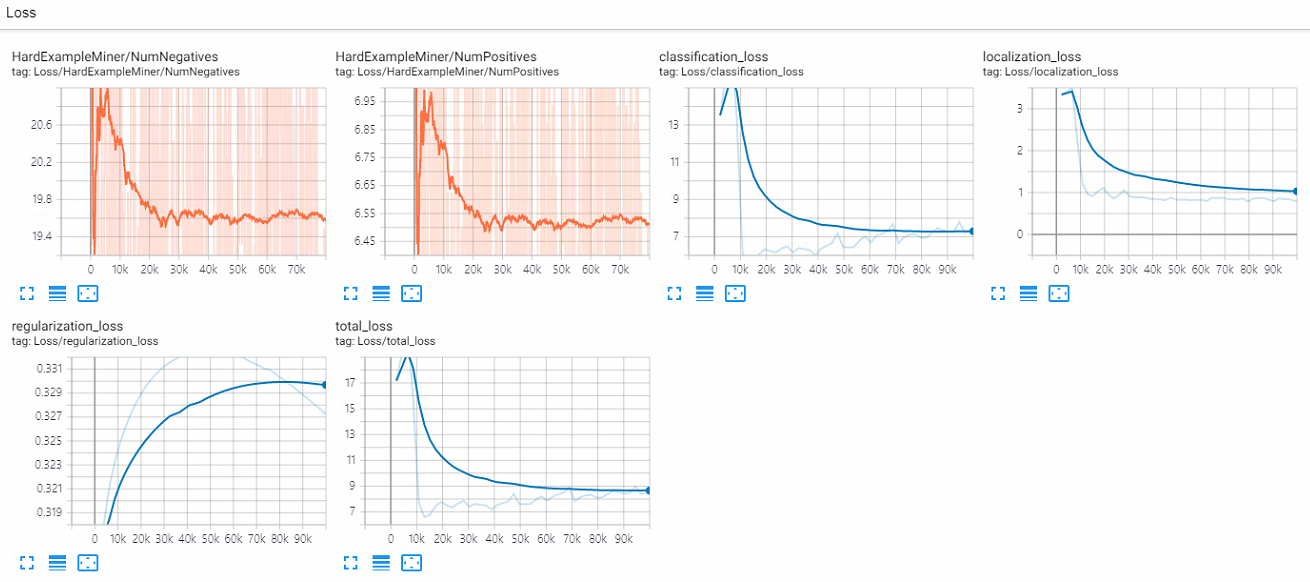 Loss
HardExampleMiner/NumNegatives
tag: Loss/HardExampleMiner/NumNegatives
20.6
20.2
19.8
19.4
0 10k 20k 30k 40k 50k 60k 70k
HardExampleMiner/NumPositives
tag: Loss/HardExampleMiner/NumPositives
6.95
6.85
6.75
6.65
6.55
6.45
0 10k 20k 30k 40k 50k 60k 70k
classification_loss
tag: Loss/classification_loss
13
11
9
7
0 10k 20k 30k 40k 50k 60k 70k 80k 90k
localization_loss
tag: Loss/localization_loss
3
2
1
0
0 10k 20k 30k 40k 50k 60k 70k 80k 90k
regularization_loss
tag: Loss/regularization_loss
0.331
0.329
0.327
0.325
0.323
0.321
0.319
0 10k 20k 30k 40k 50k 60k 70k 80k 90k
total_loss
tag: Loss/total_loss
17
15
13
11
9
7
0 10k 20k 30k 40k 50k 60k 70k 80k 90k